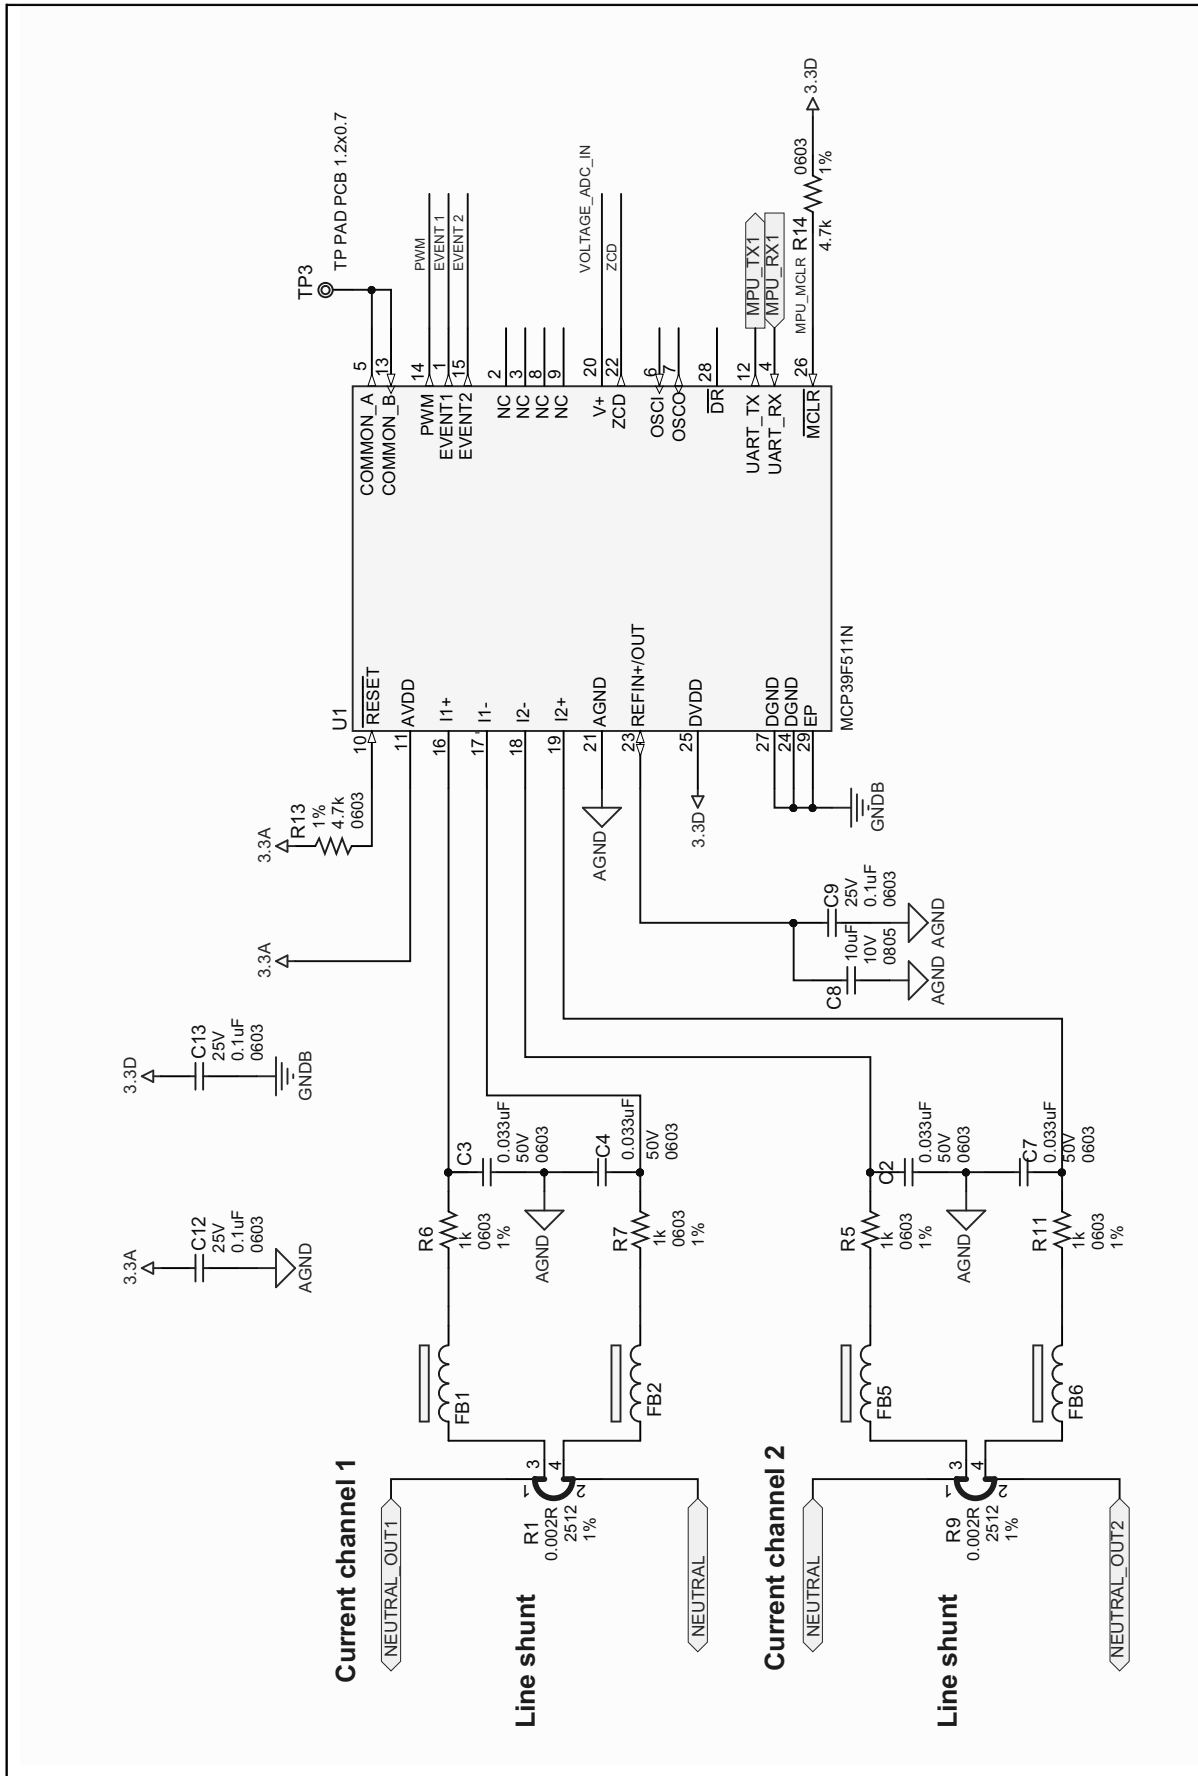 Current channel 1
NEUTRAL_OUT1
Line shunt
R1
0.002R
2512
1%
1
3
4
2
NEUTRAL
FB1
FB2
R6
1k
0603
1%
R7
1k
0603
1%
C3
0.033uF
50V
0603
AGND
C4
0.033uF
50V
0603
Current channel 2
NEUTRAL
Line shunt
R9
0.002R
2512
1%
1
3
4
2
NEUTRAL_OUT2
FB5
FB6
R5
1k
0603
1%
R11
1k
0603
1%
C2
0.033uF
50V
0603
AGND
C7
0.033uF
50V
0603
3.3A
C12
25V
0.1uF
0603
AGND
3.3D
C13
25V
0.1uF
0603
GNDB
3.3A
3.3A
R13
1%
4.7k
0603
C8
10uF
10V
0805
AGND
C9
25V
0.1uF
0603
AGND
AGND
3.3D
GNDB
U1
10 RESET
11 AVDD
16 I1+
17 I1-
18 I2-
19 I2+
21 AGND
23 REFIN+/OUT
25 DVDD
27 DGND
24 DGND
29 EP
MCP39F511N
COMMON_A 5
COMMON_B 13
PWM 14 PWM
EVENT1 1 EVENT 1
EVENT2 15 EVENT 2
NC 2
NC 3
NC 8
NC 9
V+ 20 VOLTAGE_ADC_IN
ZCD 22 ZCD
OSCI 6
OSCO 7
DR 28
UART_TX 12 MPU_TX1
UART_RX 4 MPU_RX1
MCLR 26 MPU_MCLR
R14
4.7k
0603
1%
3.3D
TP3
TP PAD PCB 1.2x0.7